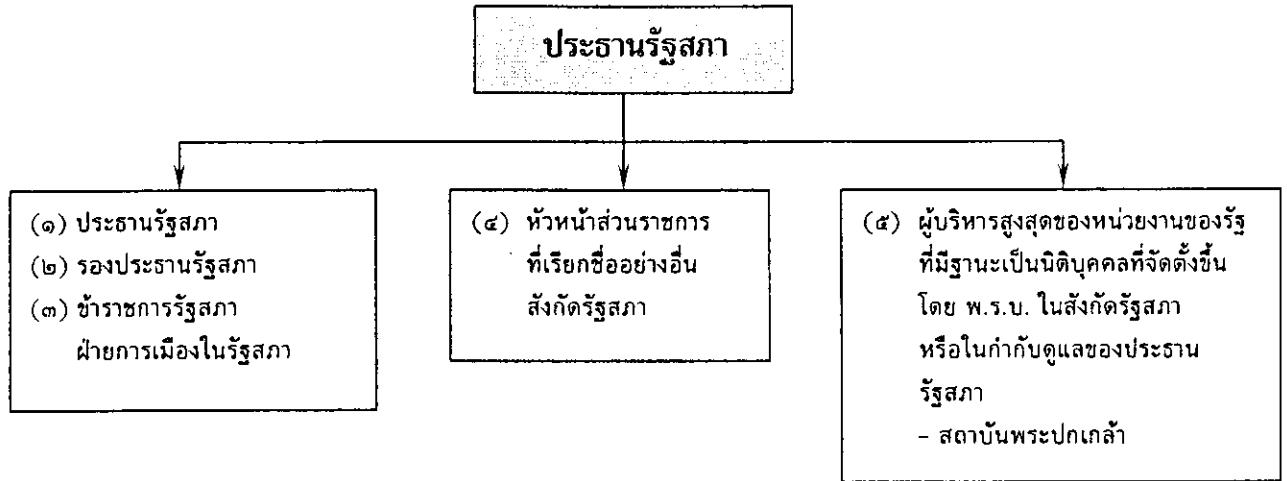 ประธานรัฐสภา
(๑) ประธานรัฐสภา
(๒) รองประธานรัฐสภา
(๓) ข้าราชการรัฐสภา
ฝ่ายการเมืองในรัฐสภา
(๔) หัวหน้าส่วนราชการ
ที่เรียกชื่ออย่างอื่น
สังกัดรัฐสภา
(๕) ผู้บริหารสูงสุดของหน่วยงานของรัฐ
ที่มีฐานะเป็นนิติบุคคลที่จัดตั้งขึ้น
โดย พ.ร.บ. ในสังกัดรัฐสภา
หรือในกำกับดูแลของประธาน
รัฐสภา
- สถาบันพระปกเกล้า